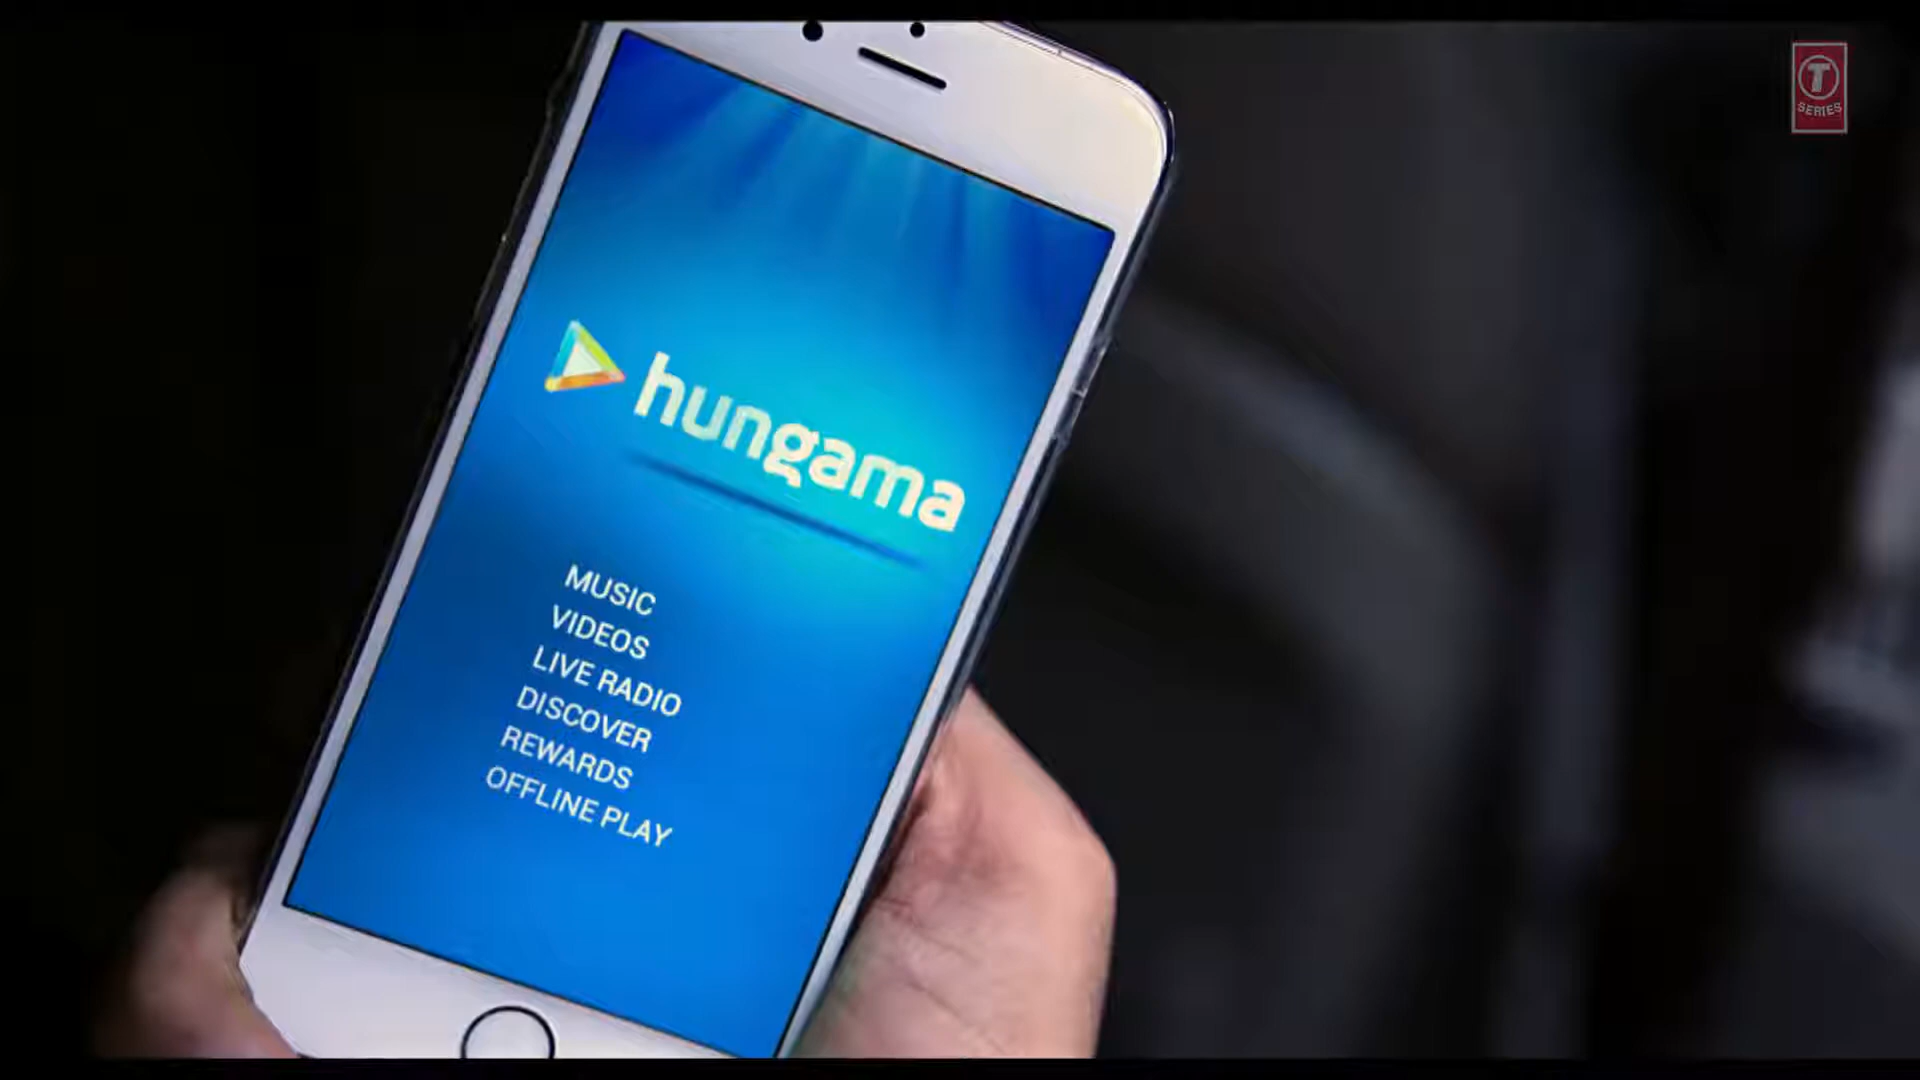 T
SERIES
hungama
MUSIC
VIDEOS
LIVE RADIO
DISCOVER
REWARDS
OFFLINE PLAY